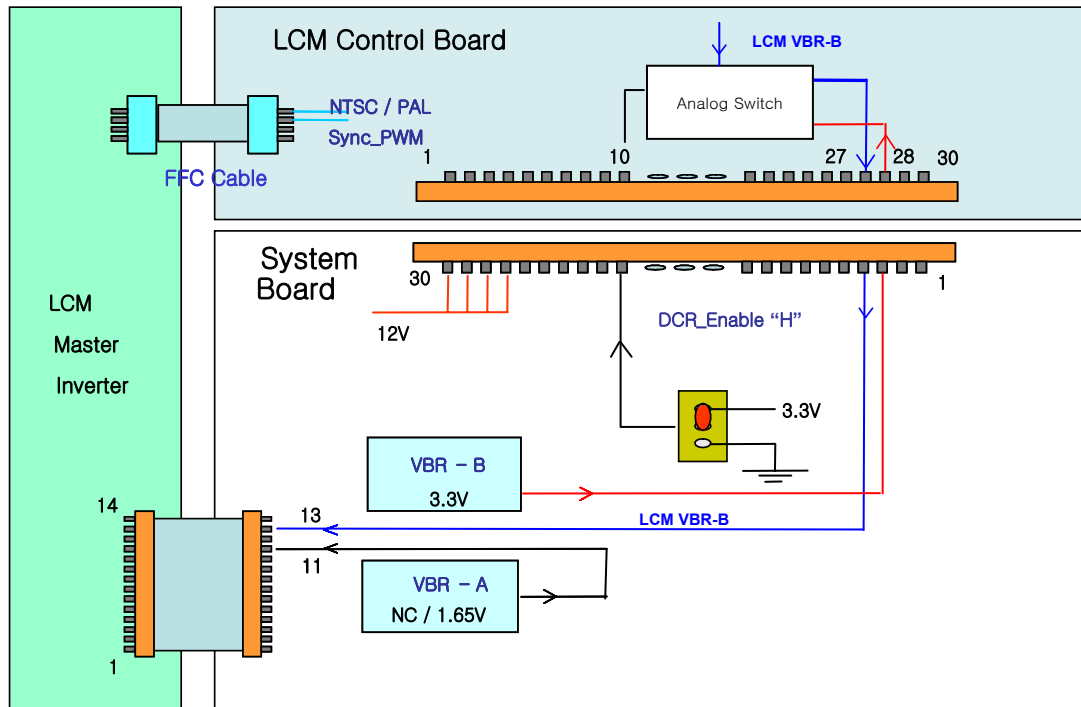 LCM Control Board
LCM VBR-B
Analog Switch
NTSC / PAL
Sync_PWM
FFC Cable
1
10
27
28
30
System
Board
30
1
12V
DCR_Enable “H”
3.3V
LCM
Master
Inverter
VBR - B
3.3V
14
13
LCM VBR-B
11
VBR - A
NC / 1.65V
1